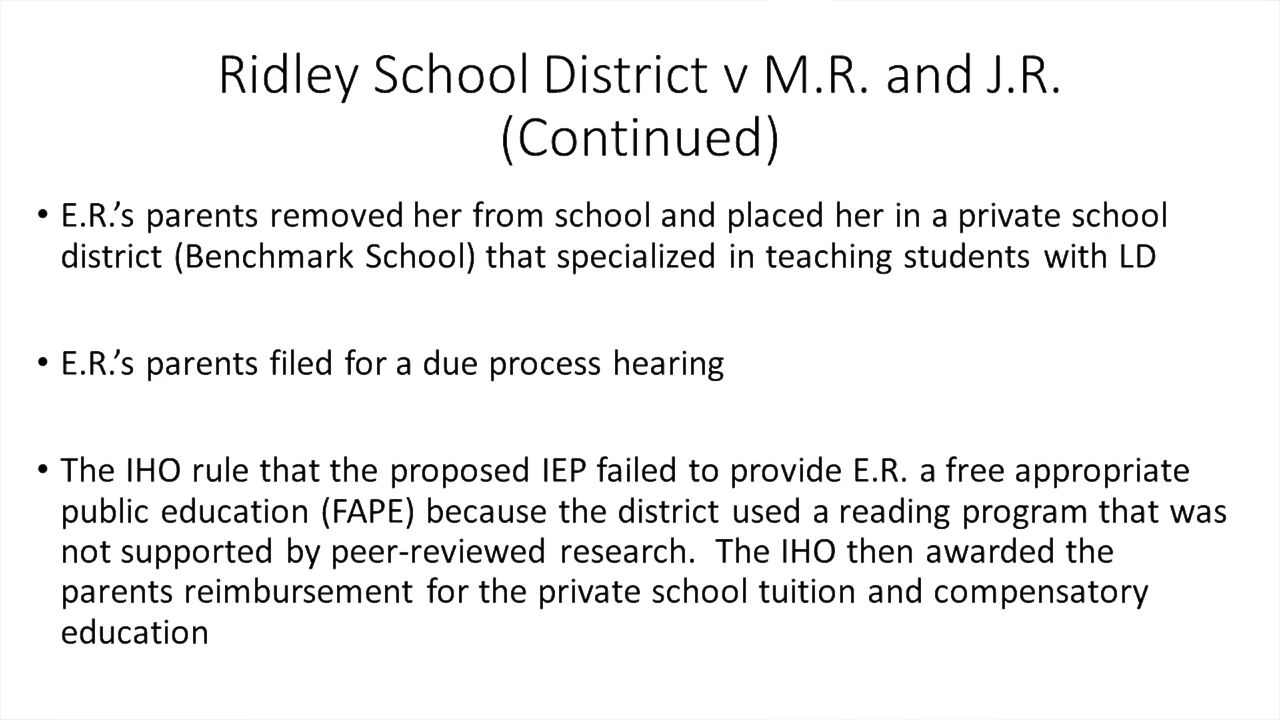 Ridley School District v M.R. and J.R.
(Continued)
• E.R.’s parents removed her from school and placed her in a private school
district (Benchmark School) that specialized in teaching students with LD
• E.R.’s parents filed for a due process hearing
• The IHO rule that the proposed IEP failed to provide E.R. a free appropriate
public education (FAPE) because the district used a reading program that was
not supported by peer-reviewed research.  The IHO then awarded the
parents reimbursement for the private school tuition and compensatory
education